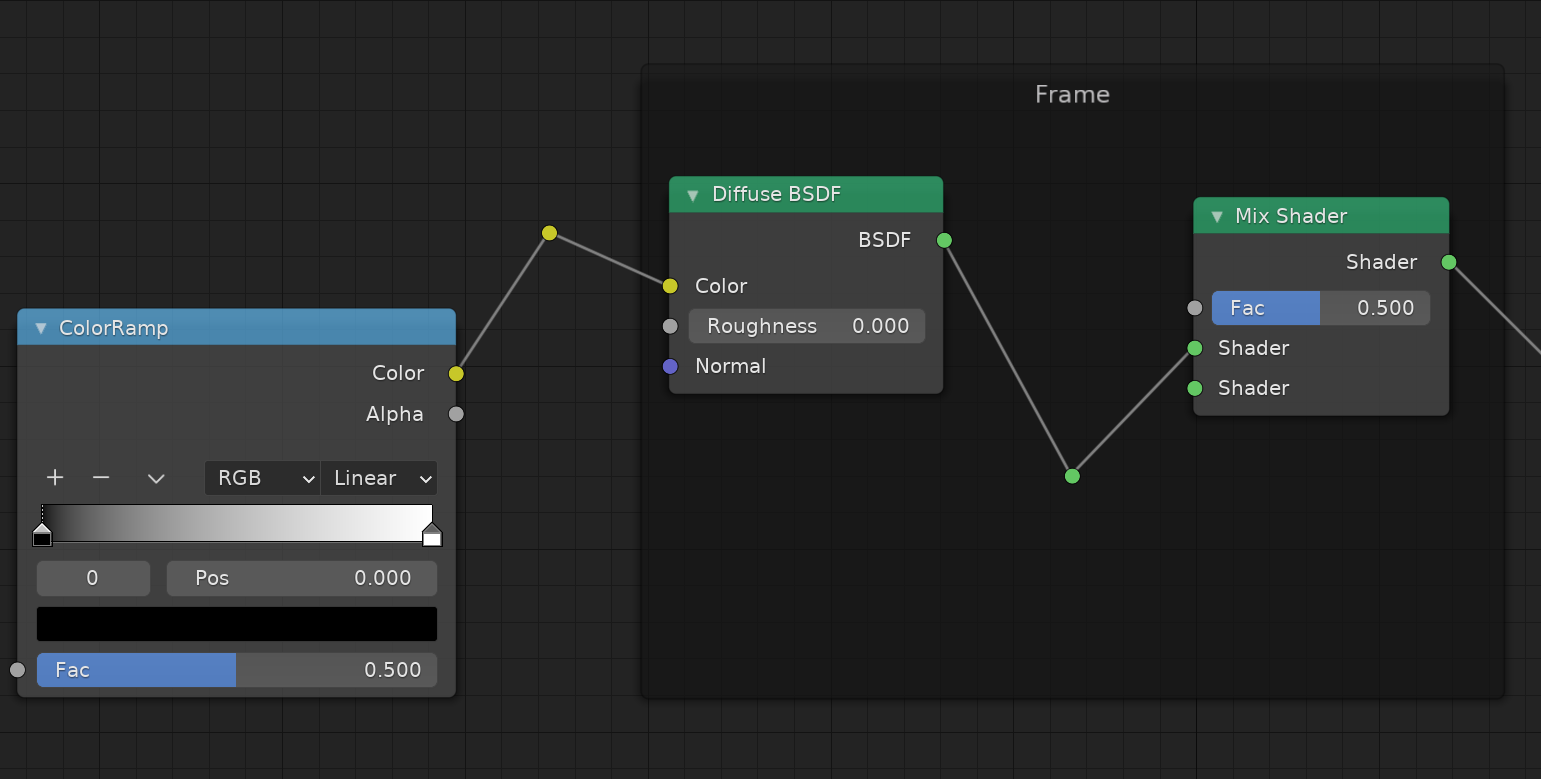 Frame
Diffuse BSDF
BSDF
Color
Roughness 0.000
Normal
Mix Shader
Shader
Fac 0.500
Shader
Shader
ColorRamp
Color
Alpha
RGB Linear
0 Pos 0.000
Fac 0.500